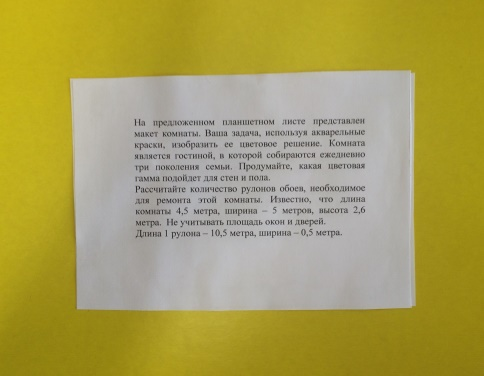 На предложенном планшетном листе представлен
макет комнаты. Ваша задача, используя акварельные
краски, изобразить ее цветовое решение. Комната
является гостиной, в которой собираются ежедневно
три поколения семьи. Продумайте, какая цветовая
гамма подойдет для стен и пола.
Рассчитайте количество рулонов обоев, необходимое
для ремонта этой комнаты. Известно, что длина
комнаты 4,5 метра, ширина – 5 метров, высота 2,6
метра. Не учитывать площадь окон и дверей.
Длина 1 рулона – 10,5 метра, ширина – 0,5 метра.